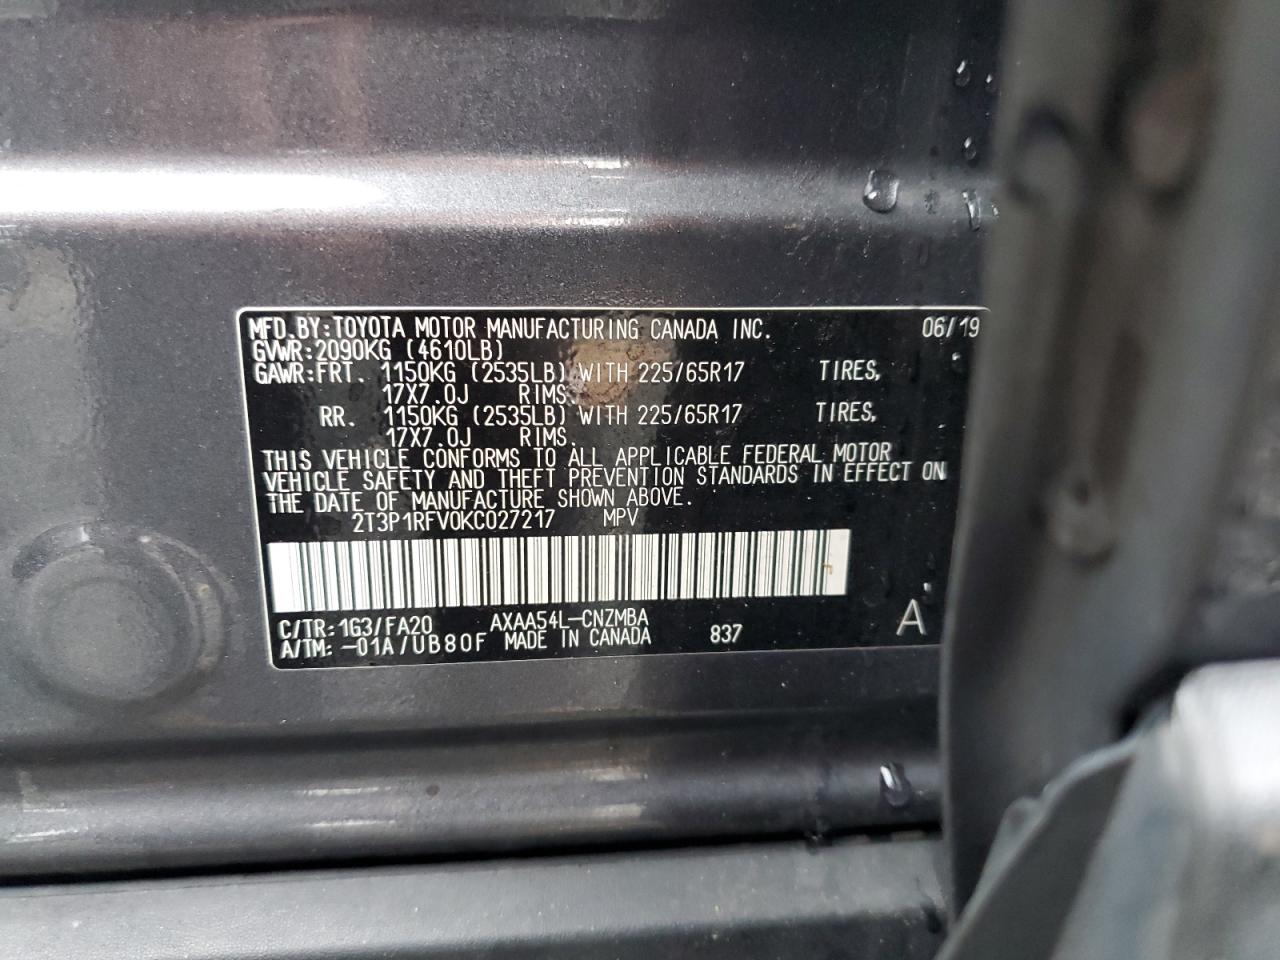 MFD.BY:TOYOTA MOTOR MANUFACTURING CANADA INC. 06/19
GVWR:2090KG (4610LB)
GAWR:FRT. 1150KG (2535LB) WITH 225/65R17 TIRES,
17X7.0J RIMS.
RR. 1150KG (2535LB) WITH 225/65R17 TIRES,
17X7.0J RIMS.
THIS VEHICLE CONFORMS TO ALL APPLICABLE FEDERAL MOTOR
VEHICLE SAFETY AND THEFT PREVENTION STANDARDS IN EFFECT ON
THE DATE OF MANUFACTURE SHOWN ABOVE.
2T3P1RFV0KC027217 MPV
C/TR:1G3/FA20 AXAA54L-CNZMBA
A/TM:-01A/UB80F MADE IN CANADA 837 A